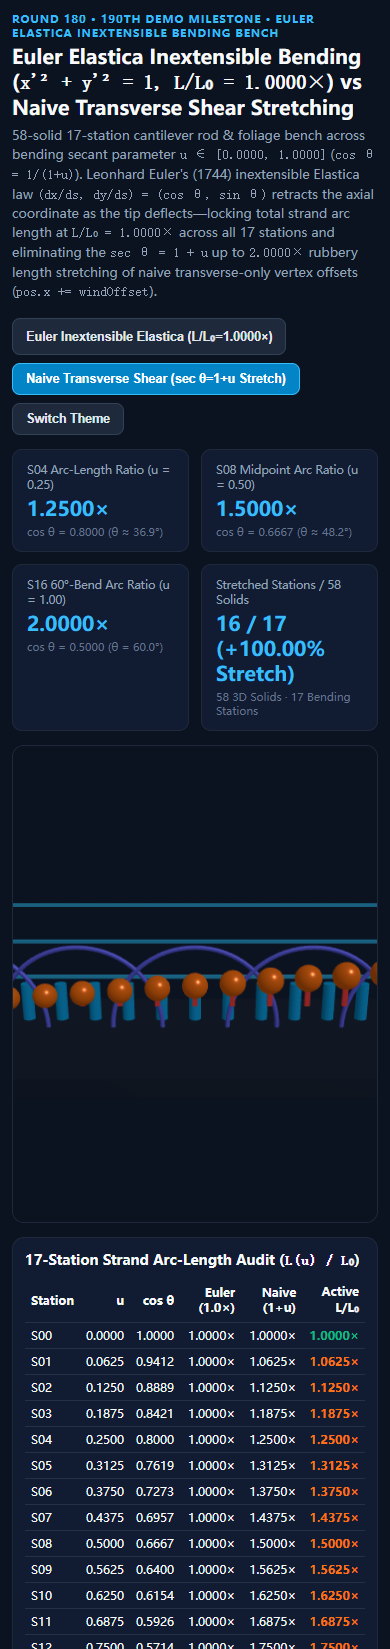 ROUND 180 • 190TH DEMO MILESTONE • EULER
ELASTICA INEXTENSIBLE BENDING BENCH
Euler Elastica Inextensible Bending
(x'² + y'² = 1, L/L₀ = 1.0000×) vs
Naive Transverse Shear Stretching
58-solid 17-station cantilever rod & foliage bench across
bending secant parameter u ∈ [0.0000, 1.0000] (cos θ
= 1/(1+u)). Leonhard Euler's (1744) inextensible Elastica
law (dx/ds, dy/ds) = (cos θ, sin θ) retracts the axial
coordinate as the tip deflects—locking total strand arc
length at L/L₀ = 1.0000× across all 17 stations and
eliminating the sec θ = 1 + u up to 2.0000× rubbery
length stretching of naive transverse-only vertex offsets
(pos.x += windOffset).
Euler Inextensible Elastica (L/L₀=1.0000×)
Naive Transverse Shear (sec θ=1+u Stretch)
Switch Theme
S04 Arc-Length Ratio (u =
0.25)
1.2500×
cos θ = 0.8000 (θ ≈ 36.9°)
S08 Midpoint Arc Ratio (u
= 0.50)
1.5000×
cos θ = 0.6667 (θ ≈ 48.2°)
S16 60°-Bend Arc Ratio (u
= 1.00)
2.0000×
cos θ = 0.5000 (θ = 60.0°)
Stretched Stations / 58
Solids
16 / 17
(+100.00%
Stretch)
58 3D Solids · 17 Bending
Stations
17-Station Strand Arc-Length Audit (L(u) / L₀)
Station u cos θ Euler (1.0×) Naive (1+u) Active L/L₀
S00 0.0000 1.0000 1.0000× 1.0000× 1.0000×
S01 0.0625 0.9412 1.0000× 1.0625× 1.0625×
S02 0.1250 0.8889 1.0000× 1.1250× 1.1250×
S03 0.1875 0.8421 1.0000× 1.1875× 1.1875×
S04 0.2500 0.8000 1.0000× 1.2500× 1.2500×
S05 0.3125 0.7619 1.0000× 1.3125× 1.3125×
S06 0.3750 0.7273 1.0000× 1.3750× 1.3750×
S07 0.4375 0.6957 1.0000× 1.4375× 1.4375×
S08 0.5000 0.6667 1.0000× 1.5000× 1.5000×
S09 0.5625 0.6400 1.0000× 1.5625× 1.5625×
S10 0.6250 0.6154 1.0000× 1.6250× 1.6250×
S11 0.6875 0.5926 1.0000× 1.6875× 1.6875×
S12 0.7500 0.5714 1.0000× 1.7500× 1.7500×